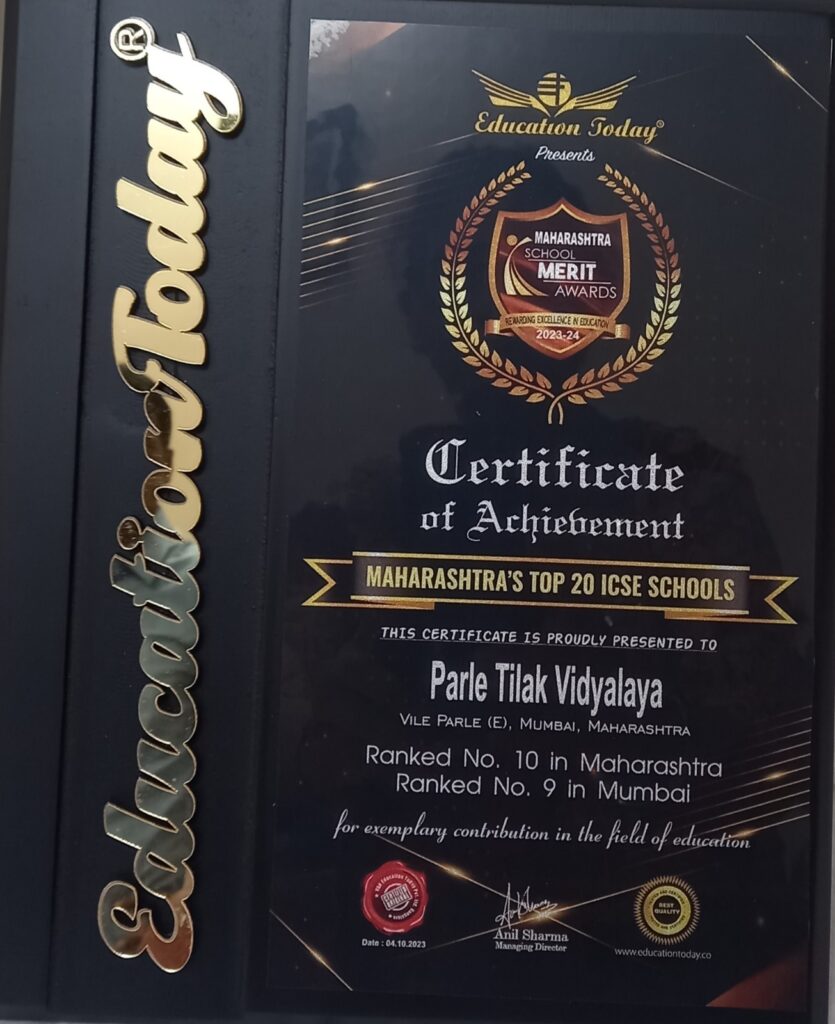 EducationToday®
Education Today®
Presents
MAHARASHTRA
SCHOOL
MERIT
AWARDS
REWARDING EXCELLENCE IN EDUCATION
2023-24
Certificate
of Achievement
MAHARASHTRA'S TOP 20 ICSE SCHOOLS
THIS CERTIFICATE IS PROUDLY PRESENTED TO
Parle Tilak Vidyalaya
VILE PARLE (E), MUMBAI, MAHARASHTRA
Ranked No. 10 in Maharashtra
Ranked No. 9 in Mumbai
for exemplary contribution in the field of education
BEST
QUALITY
Date : 04.10.2023
Anil Sharma
Managing Director
www.educationtoday.co